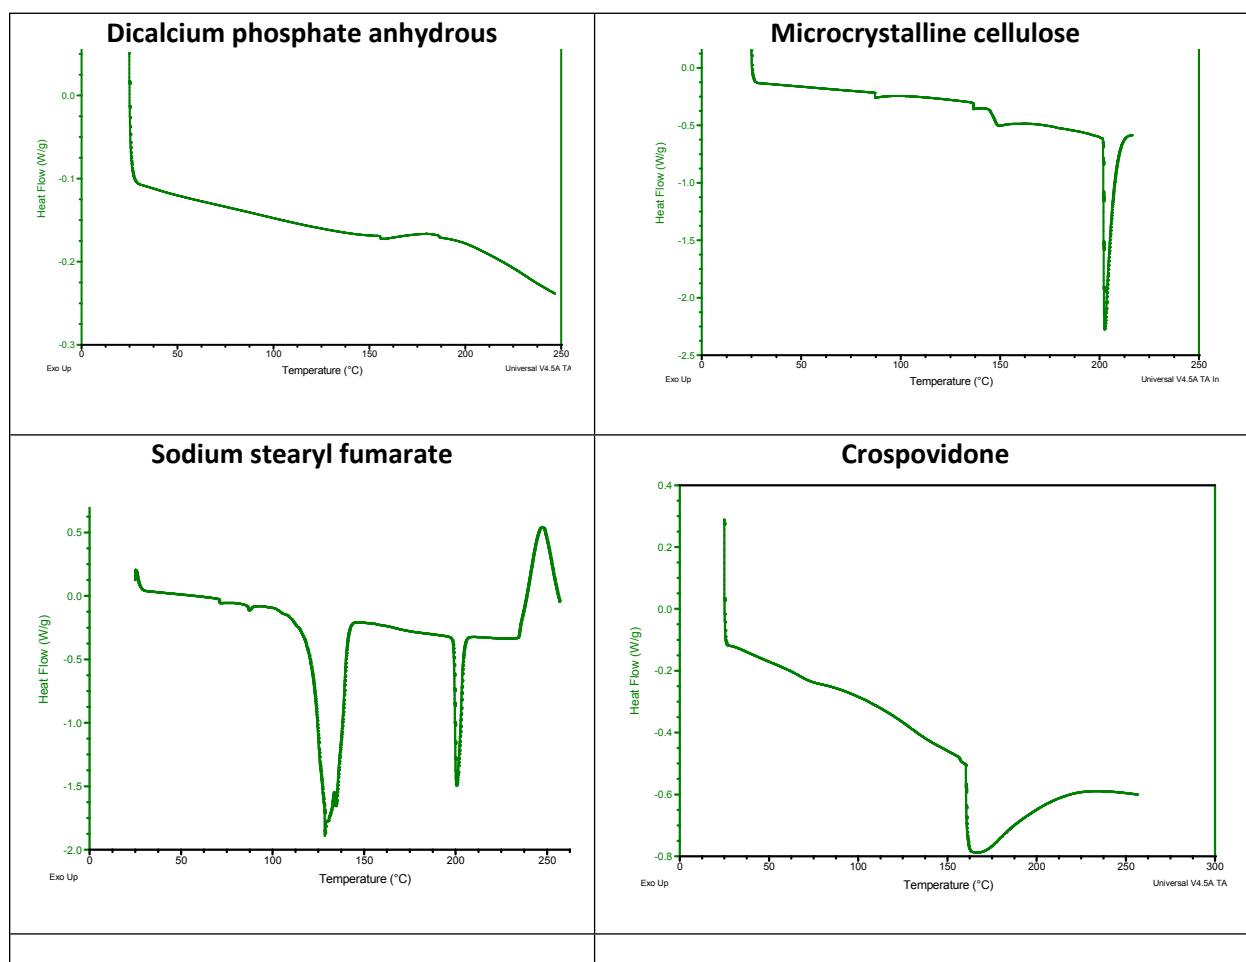 Dicalcium phosphate anhydrous
0.0
-0.1
-0.2
-0.3
Heat Flow (W/g)
0
50
100
150
200
250
Temperature (°C)
Exo Up
Universal V4.5A TA
Microcrystalline cellulose
0.0
-0.5
-1.0
-1.5
-2.0
-2.5
Heat Flow (W/g)
0
50
100
150
200
250
Temperature (°C)
Exo Up
Universal V4.5A TA In
Sodium stearyl fumarate
0.5
0.0
-0.5
-1.0
-1.5
-2.0
Heat Flow (W/g)
0
50
100
150
200
250
Temperature (°C)
Exo Up
Crospovidone
0.4
0.2
0.0
-0.2
-0.4
-0.6
-0.8
Heat Flow (W/g)
0
50
100
150
200
250
300
Temperature (°C)
Exo Up
Universal V4.5A TA